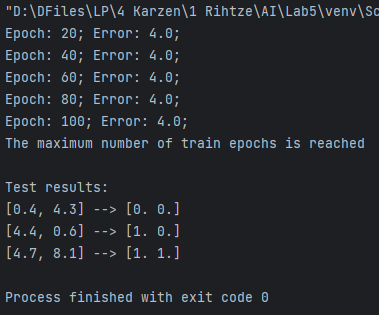 "D:\DFiles\LP\4 Karzen\1 Rihtze\AI\Lab5\venv\Sc
Epoch: 20; Error: 4.0;
Epoch: 40; Error: 4.0;
Epoch: 60; Error: 4.0;
Epoch: 80; Error: 4.0;
Epoch: 100; Error: 4.0;
The maximum number of train epochs is reached
Test results:
[0.4, 4.3] --> [0. 0.]
[4.4, 0.6] --> [1. 0.]
[4.7, 8.1] --> [1. 1.]
Process finished with exit code 0